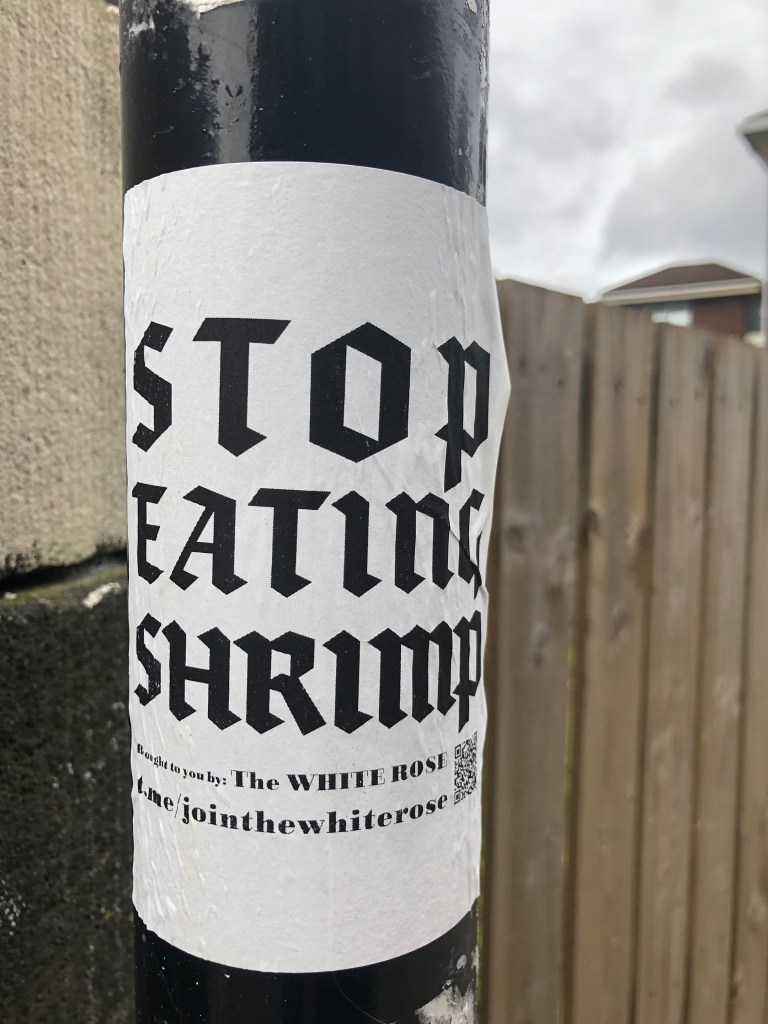 STOP
EATING
SHRIMP
Brought to you by: The WHITE ROSE
t.me/jointhewhiterose